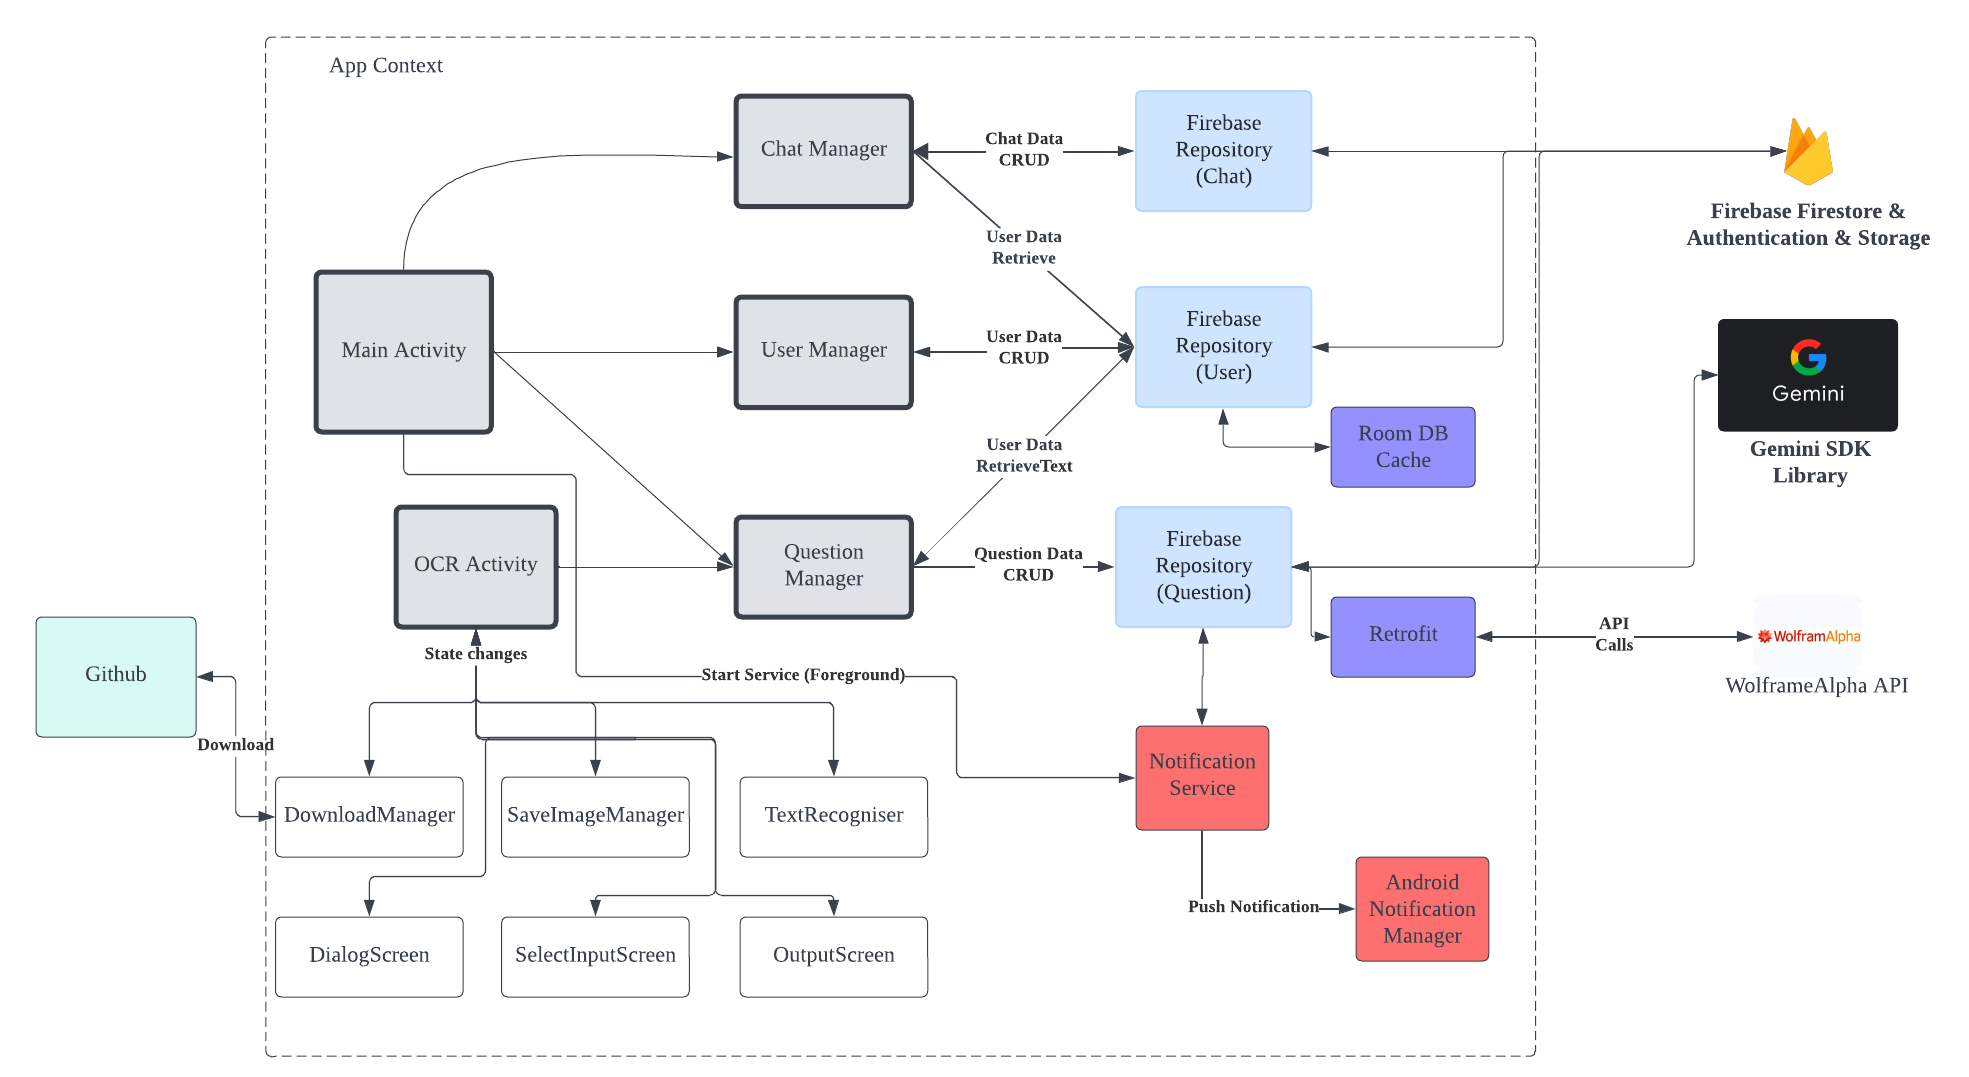 App Context
Chat Manager
Chat Data
CRUD
Firebase
Repository
(Chat)
Firebase Firestore &
Authentication & Storage
User Data
Retrieve
Main Activity
User Manager
User Data
CRUD
Firebase
Repository
(User)
Gemini
Gemini SDK
Library
Room DB
Cache
User Data
RetrieveText
OCR Activity
Question
Manager
Question Data
CRUD
Firebase
Repository
(Question)
Retrofit
API
Calls
WolframAlpha
WolframeAlpha API
State changes
Github
Start Service (Foreground)
Download
Notification
Service
DownloadManager
SaveImageManager
TextRecogniser
Push Notification
Android
Notification
Manager
DialogScreen
SelectInputScreen
OutputScreen